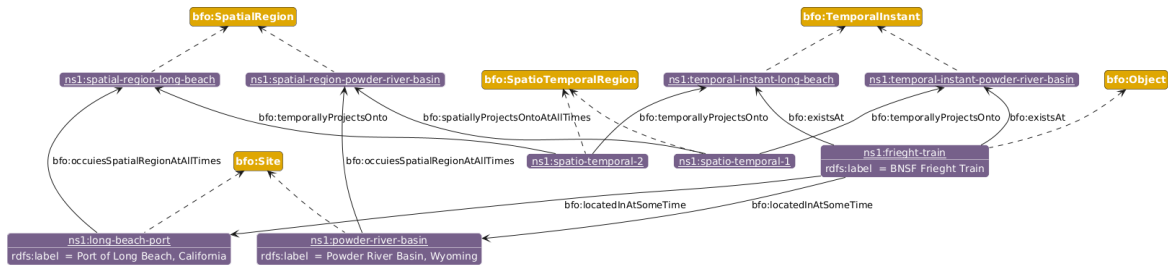 bfo:SpatialRegion
bfo:TemporalInstant
ns1:spatial-region-long-beach
ns1:spatial-region-powder-river-basin
bfo:SpatioTemporalRegion
ns1:temporal-instant-long-beach
ns1:temporal-instant-powder-river-basin
bfo:Object
bfo:temporallyProjectsOnto
bfo:spatiallyProjectsOntoAtAllTimes
bfo:temporallyProjectsOnto
bfo:existsAt
bfo:temporallyProjectsOnto
bfo:existsAt
bfo:occuiesSpatialRegionAtAllTimes
bfo:Site
bfo:occuiesSpatialRegionAtAllTimes
ns1:spatio-temporal-2
ns1:spatio-temporal-1
ns1:frieght-train
rdfs:label = BNSF Frieght Train
bfo:locatedInAtSomeTime
bfo:locatedInAtSomeTime
ns1:long-beach-port
rdfs:label = Port of Long Beach, California
ns1:powder-river-basin
rdfs:label = Powder River Basin, Wyoming